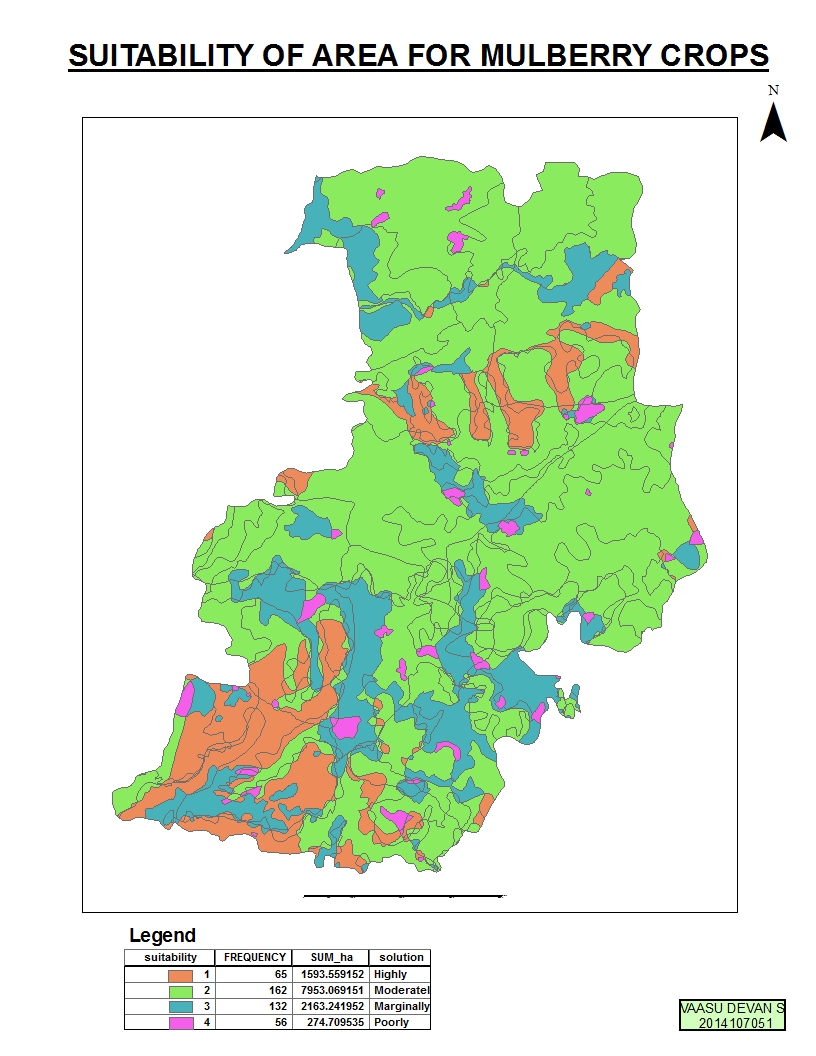 SUITABILITY OF AREA FOR MULBERRY CROPS
N
Legend
suitability FREQUENCY SUM_ha solution
1 65 1593.559152 Highly
2 162 7953.069151 Moderatel
3 132 2163.241952 Marginally
4 56 274.709535 Poorly
VAASU DEVAN S
2014107051